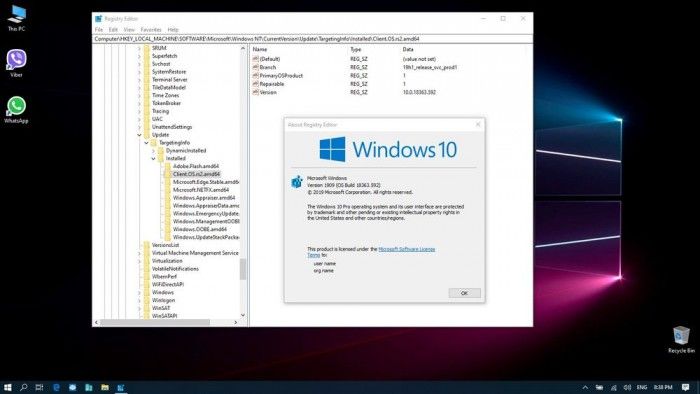 This PC
Viber
WhatsApp
Recycle Bin
Registry Editor
File Edit View Favorites Help
Computer\HKEY_LOCAL_MACHINE\SOFTWARE\Microsoft\Windows NT\CurrentVersion\Update\TargetingInfo\Installed\Client.OS.rs2.amd64
SRUM
Superfetch
Svchost
SystemRestore
Terminal Server
TileDataModel
Time Zones
TokenBroker
Tracing
UAC
UnattendSettings
Update
TargetingInfo
DynamicInstalled
Installed
Adobe.Flash.amd64
Client.OS.rs2.amd64
Microsoft.Edge.Stable.amd64
Microsoft.NETFX.amd64
Windows.Appraiser.amd64
Windows.AppraiserData.amd
Windows.EmergencyUpdate.
Windows.ManagementOOBE
Windows.OOBE.amd64
Windows.UpdateStackPacka
VersionsList
Virtual Machine Management Service
Virtualization
VolatileNotifications
WbemPerf
WiFiDirectAPI
Windows
Winlogon
WinSAT
WinSATAPI
Name Type Data
(Default) REG_SZ (value not set)
Branch REG_SZ 19h1_release_svc_prod1
PrimaryOSProduct REG_SZ 1
Repairable REG_SZ 1
Version REG_SZ 10.0.18363.592
About Registry Editor
Windows 10
Microsoft Windows
Version 1909 (OS Build 18363.592)
© 2019 Microsoft Corporation. All rights reserved.
The Windows 10 Pro operating system and its user interface are
protected by trademark and other pending or existing intellectual property rights in
the United States and other countries/regions.
This product is licensed under the Microsoft Software License
Terms to:
user name
org name
OK
ENG 8:38 PM